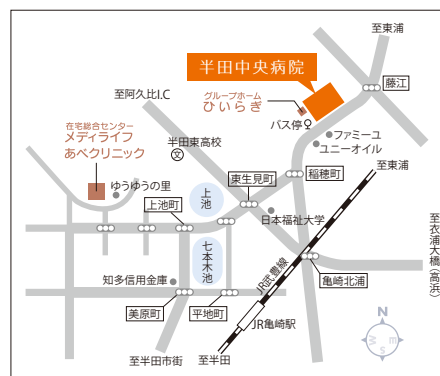 至東浦
半田中央病院
藤江
至阿久比I.C
グループホーム
ひいらぎ
バス停
在宅総合センター
メディライフ
あべクリニック
半田東高校
文
ファミーユ
ユニーオイル
ゆうゆうの里
上池
東生見町
稲穂町
至東浦
上池町
日本福祉大学
至衣浦大橋(高浜)
七本木池
JR武豊線
知多信用金庫
亀崎北浦
美原町
平地町
JR亀崎駅
至半田市街
至半田
N
W
e
s